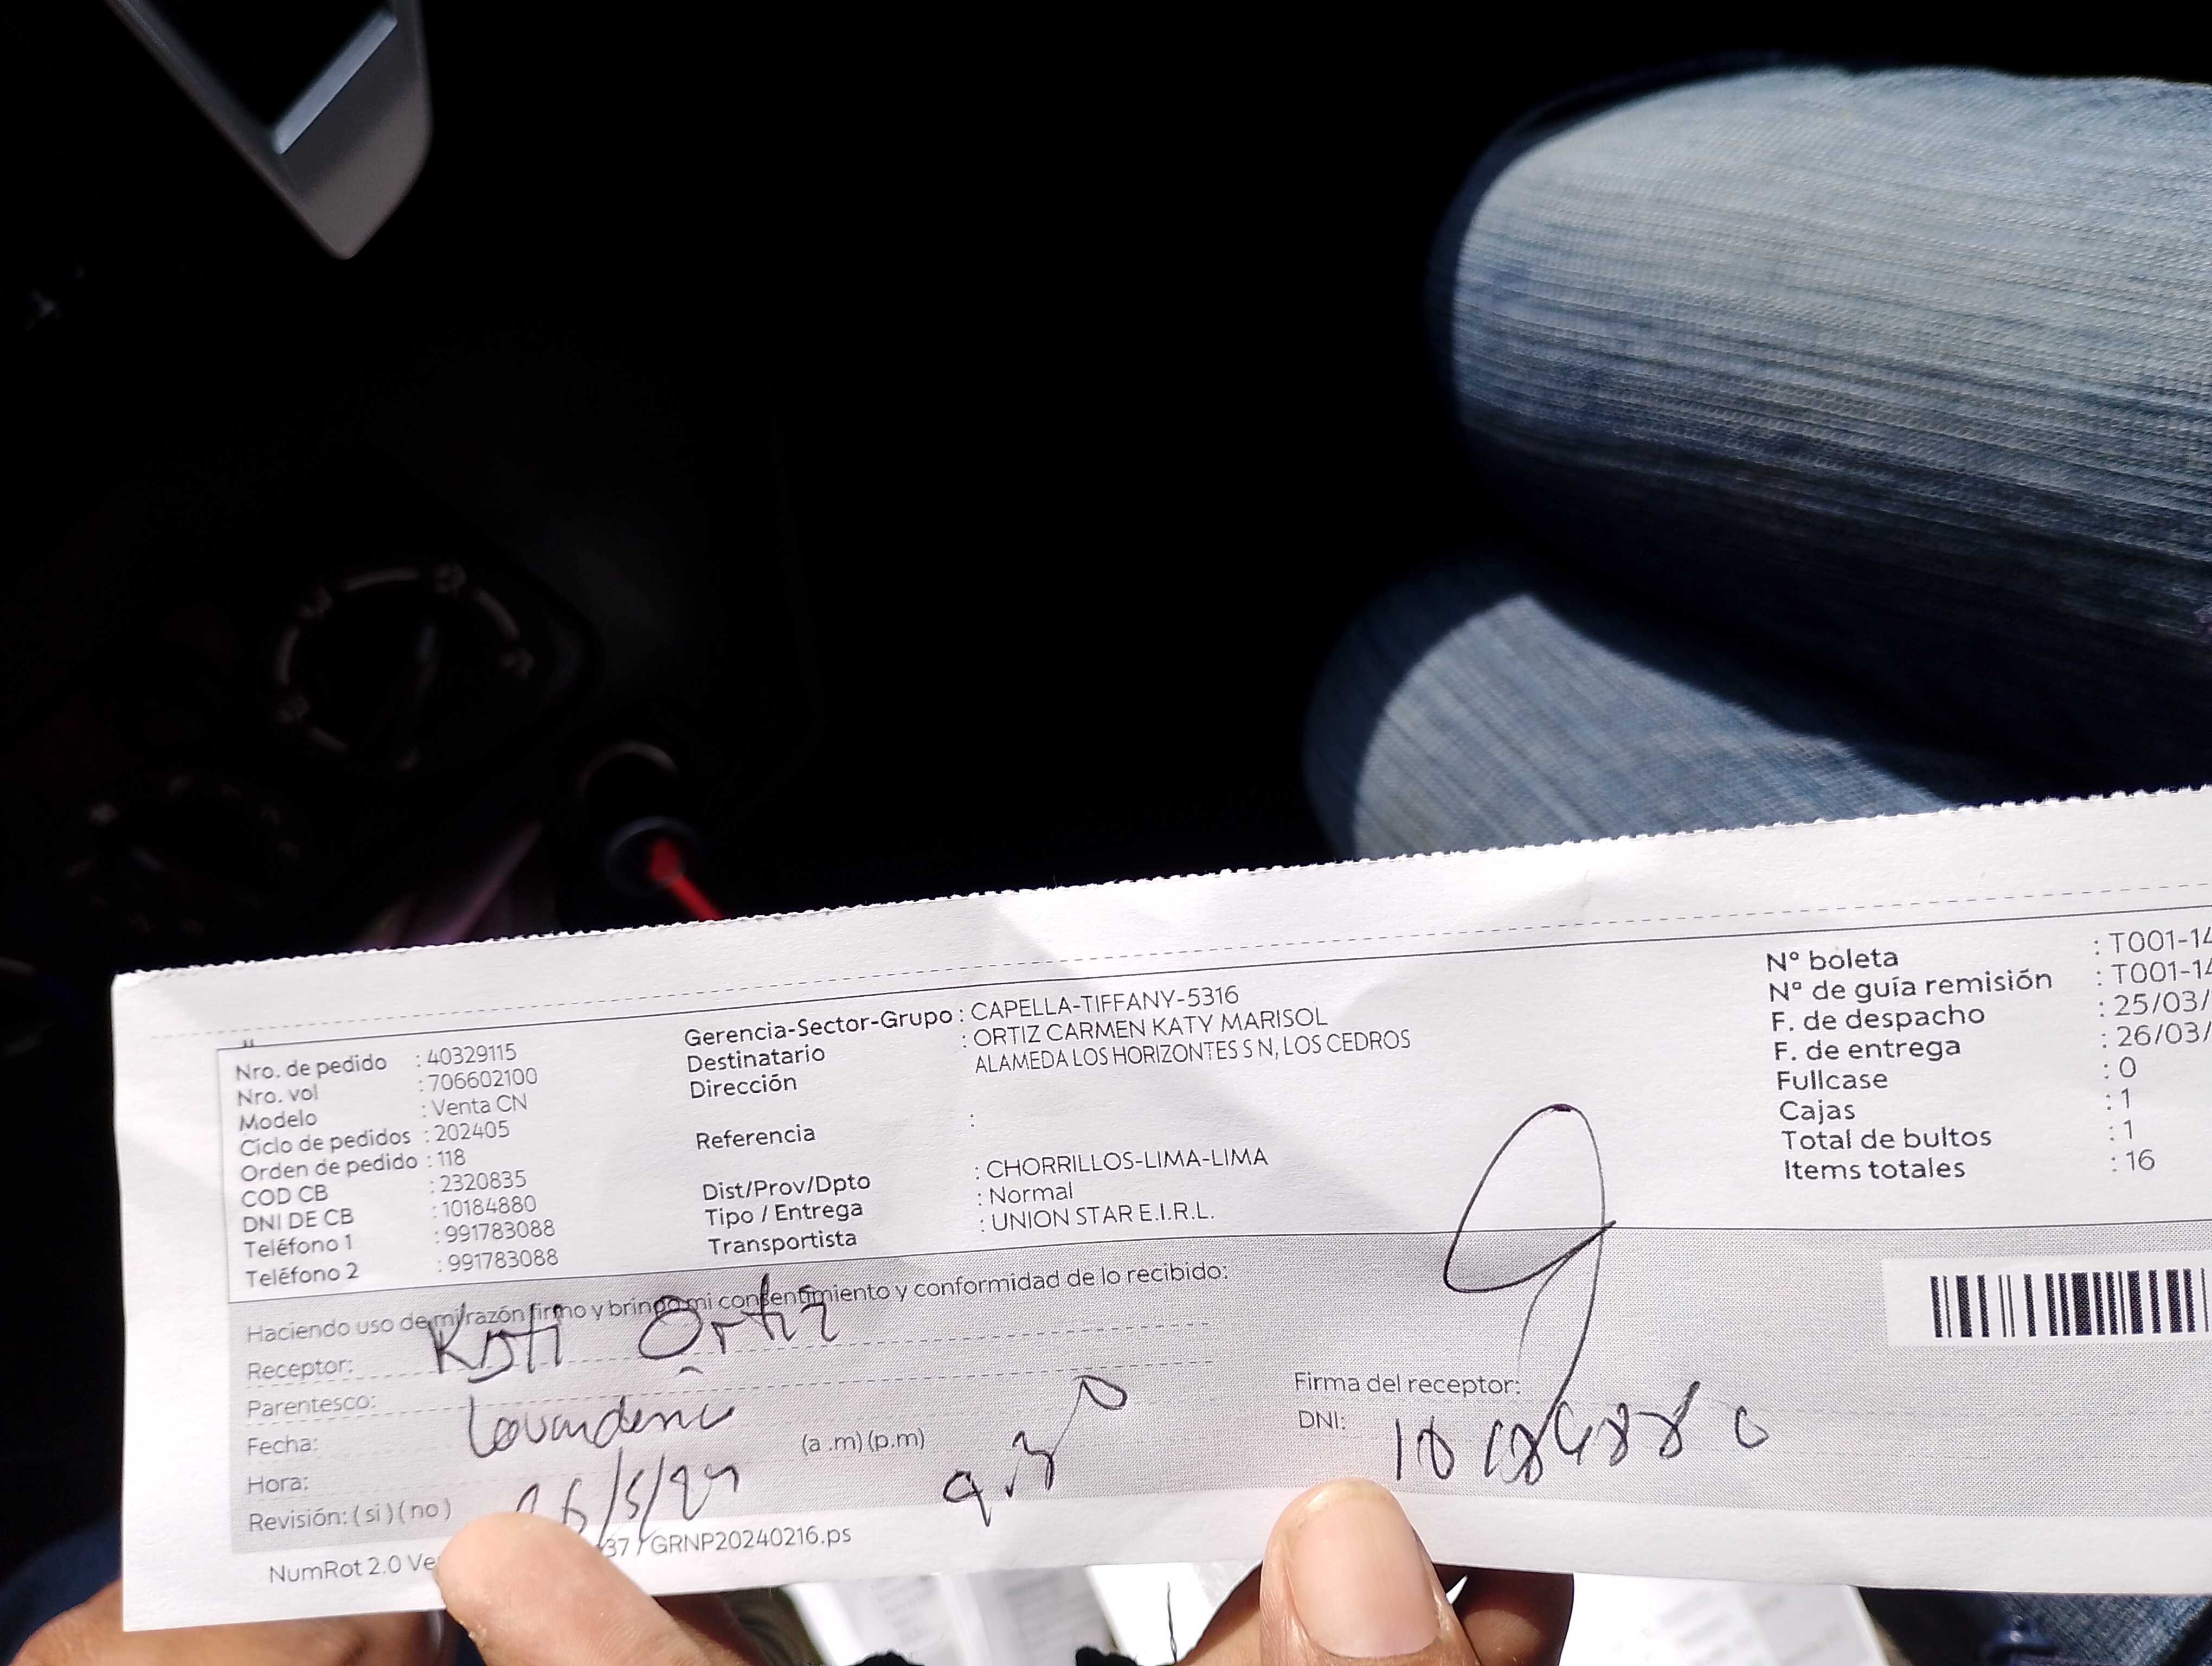 Nro. de pedido : 40329115
Nro. vol : 706602100
Modelo : Venta CN
Ciclo de pedidos : 202405
Orden de pedido : 118
COD CB : 2320835
DNI DE CB : 10184880
Teléfono 1 : 991783088
Teléfono 2 : 991783088
Gerencia-Sector-Grupo : CAPELLA-TIFFANY-5316
Destinatario : ORTIZ CARMEN KATY MARISOL
Dirección ALAMEDA LOS HORIZONTES S N, LOS CEDROS
Referencia :
Dist/Prov/Dpto : CHORRILLOS-LIMA-LIMA
Tipo / Entrega : Normal
Transportista : UNION STAR E.I.R.L.
Nº boleta : T001-14
Nº de guía remisión : T001-14
F. de despacho : 25/03/
F. de entrega : 26/03/
Fullcase : 0
Cajas : 1
Total de bultos : 1
Items totales : 16
Haciendo uso de mi razón firmo y bringo mi consentimiento y conformidad de lo recibido:
Receptor: Kati Ortiz
Parentesco:
Fecha:
Hora: (a .m) (p.m)
Revisión: ( si ) ( no )
Firma del receptor:
DNI: 10184880
NumRot 2.0 Ve 37 / GRNP20240216.ps